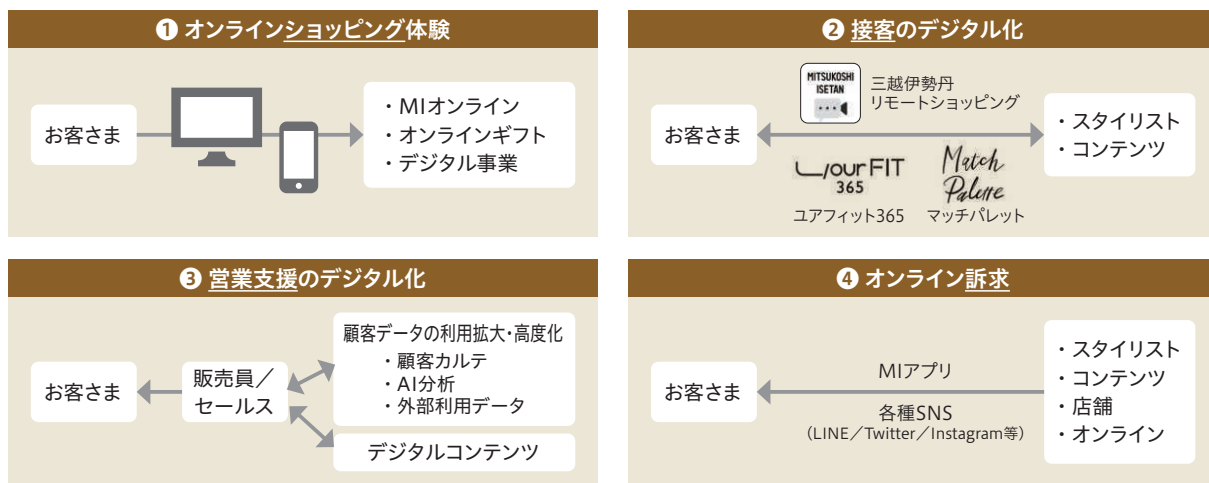 ❶ オンラインショッピング体験
お客さま
・MIオンライン
・オンラインギフト
・デジタル事業
❷ 接客のデジタル化
お客さま
MITSUKOSHI
ISETAN
三越伊勢丹
リモートショッピング
YourFIT
365
ユアフィット365
Match
Palette
マッチパレット
・スタイリスト
・コンテンツ
❸ 営業支援のデジタル化
お客さま
販売員／
セールス
顧客データの利用拡大・高度化
・顧客カルテ
・AI分析
・外部利用データ
デジタルコンテンツ
❹ オンライン訴求
お客さま
MIアプリ
各種SNS
（LINE／Twitter／Instagram等）
・スタイリスト
・コンテンツ
・店舗
・オンライン